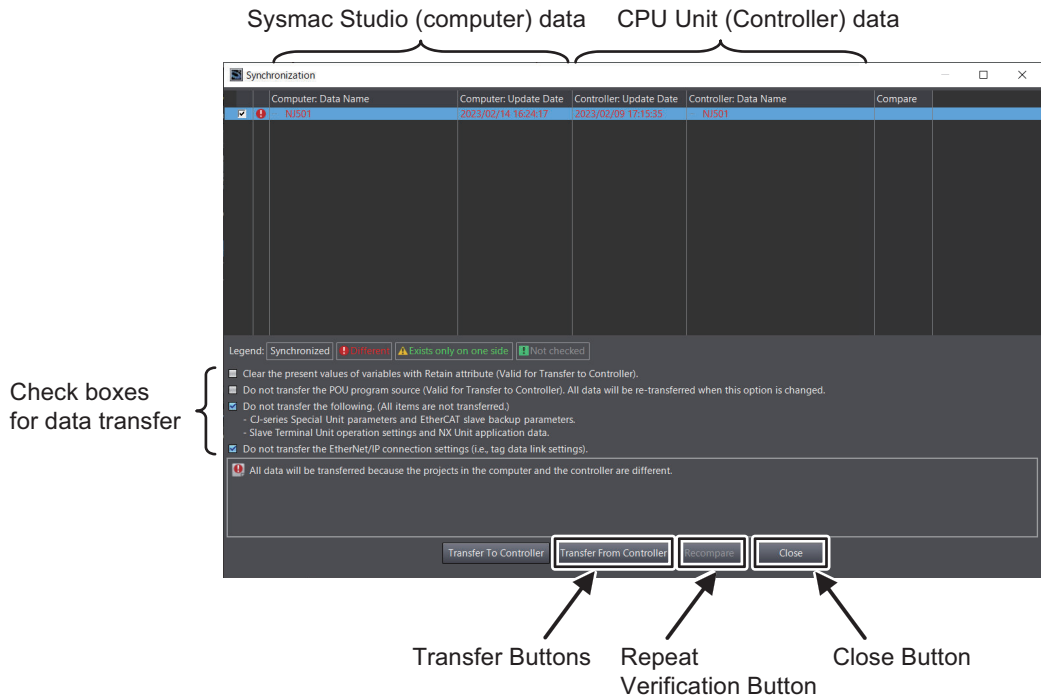 Sysmac Studio (computer) data CPU Unit (Controller) data
Synchronization
Computer: Data Name Computer: Update Date Controller: Update Date Controller: Data Name Compare
NJ501 2023/02/14 16:24:17 2023/02/09 17:15:35 NJ501
Legend: Synchronized Different Exists only on one side Not checked
Clear the present values of variables with Retain attribute (Valid for Transfer to Controller).
Do not transfer the POU program source (Valid for Transfer to Controller). All data will be re-transferred when this option is changed.
Check boxes
for data transfer
Do not transfer the following. (All items are not transferred.)
- CJ-series Special Unit parameters and EtherCAT slave backup parameters.
- Slave Terminal Unit operation settings and NX Unit application data.
Do not transfer the EtherNet/IP connection settings (i.e., tag data link settings).
All data will be transferred because the projects in the computer and the controller are different.
Transfer To Controller Transfer From Controller Recompare Close
Transfer Buttons Repeat Close Button
Verification Button